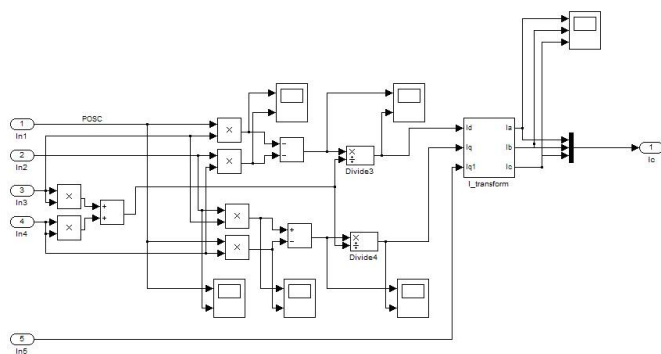 1
POSC
In1
2
In2
3
In3
4
In4
5
In5
×
×
×
×
×
×
+
+
−
−
+
−
×
÷
Divide3
×
÷
Divide4
Id
Iq
Iq1
Ia
Ib
Ic
I_transform
1
Ic